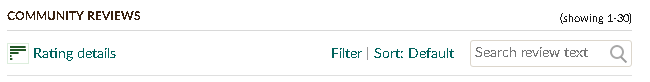 COMMUNITY REVIEWS (showing 1-30)
Rating details Filter | Sort: Default Search review text